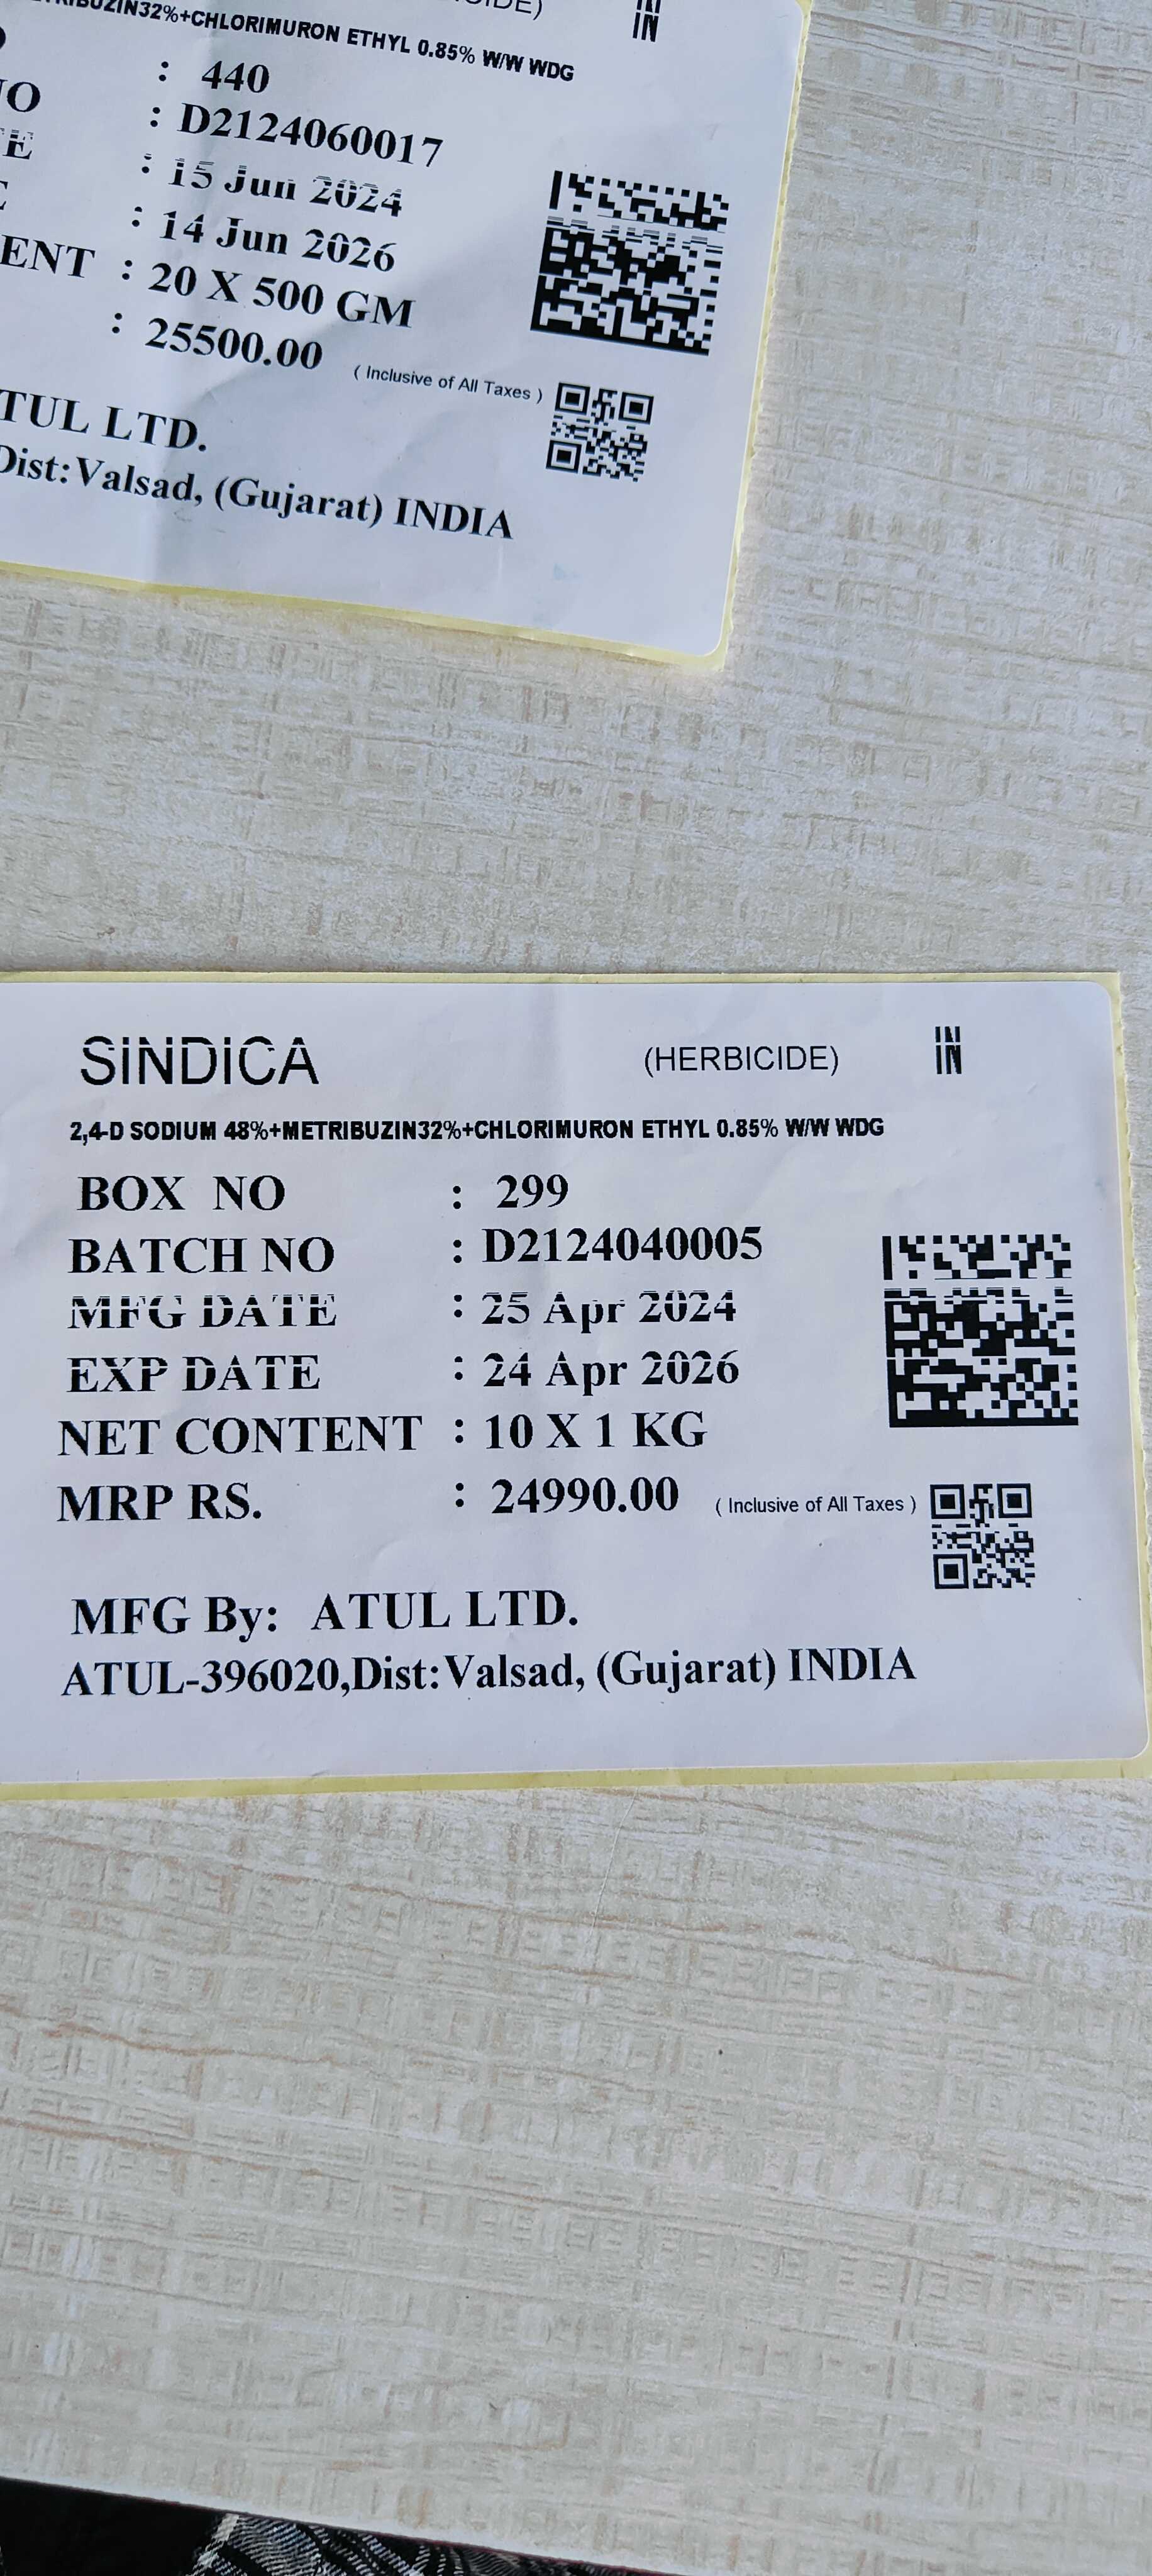 32%+CHLORIMURON ETHYL 0.85% W/W WDG
: 440
: D2124060017
: 15 Jun 2024
: 14 Jun 2026
: 20 X 500 GM
: 25500.00 ( Inclusive of All Taxes )
LTD.
Dist:Valsad, (Gujarat) INDIA
IN
SINDICA (HERBICIDE) IN
2,4-D SODIUM 48%+METRIBUZIN32%+CHLORIMURON ETHYL 0.85% W/W WDG
BOX NO : 299
BATCH NO : D2124040005
MFG DATE : 25 Apr 2024
EXP DATE : 24 Apr 2026
NET CONTENT : 10 X 1 KG
MRP RS. : 24990.00 ( Inclusive of All Taxes )
MFG By: ATUL LTD.
ATUL-396020,Dist:Valsad, (Gujarat) INDIA